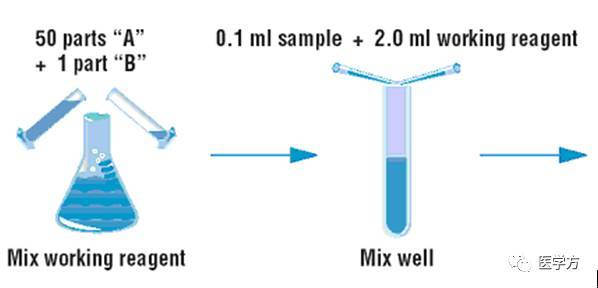 50 parts “A”
+ 1 part “B”
0.1 ml sample + 2.0 ml working reagent
Mix working reagent
Mix well
医学方